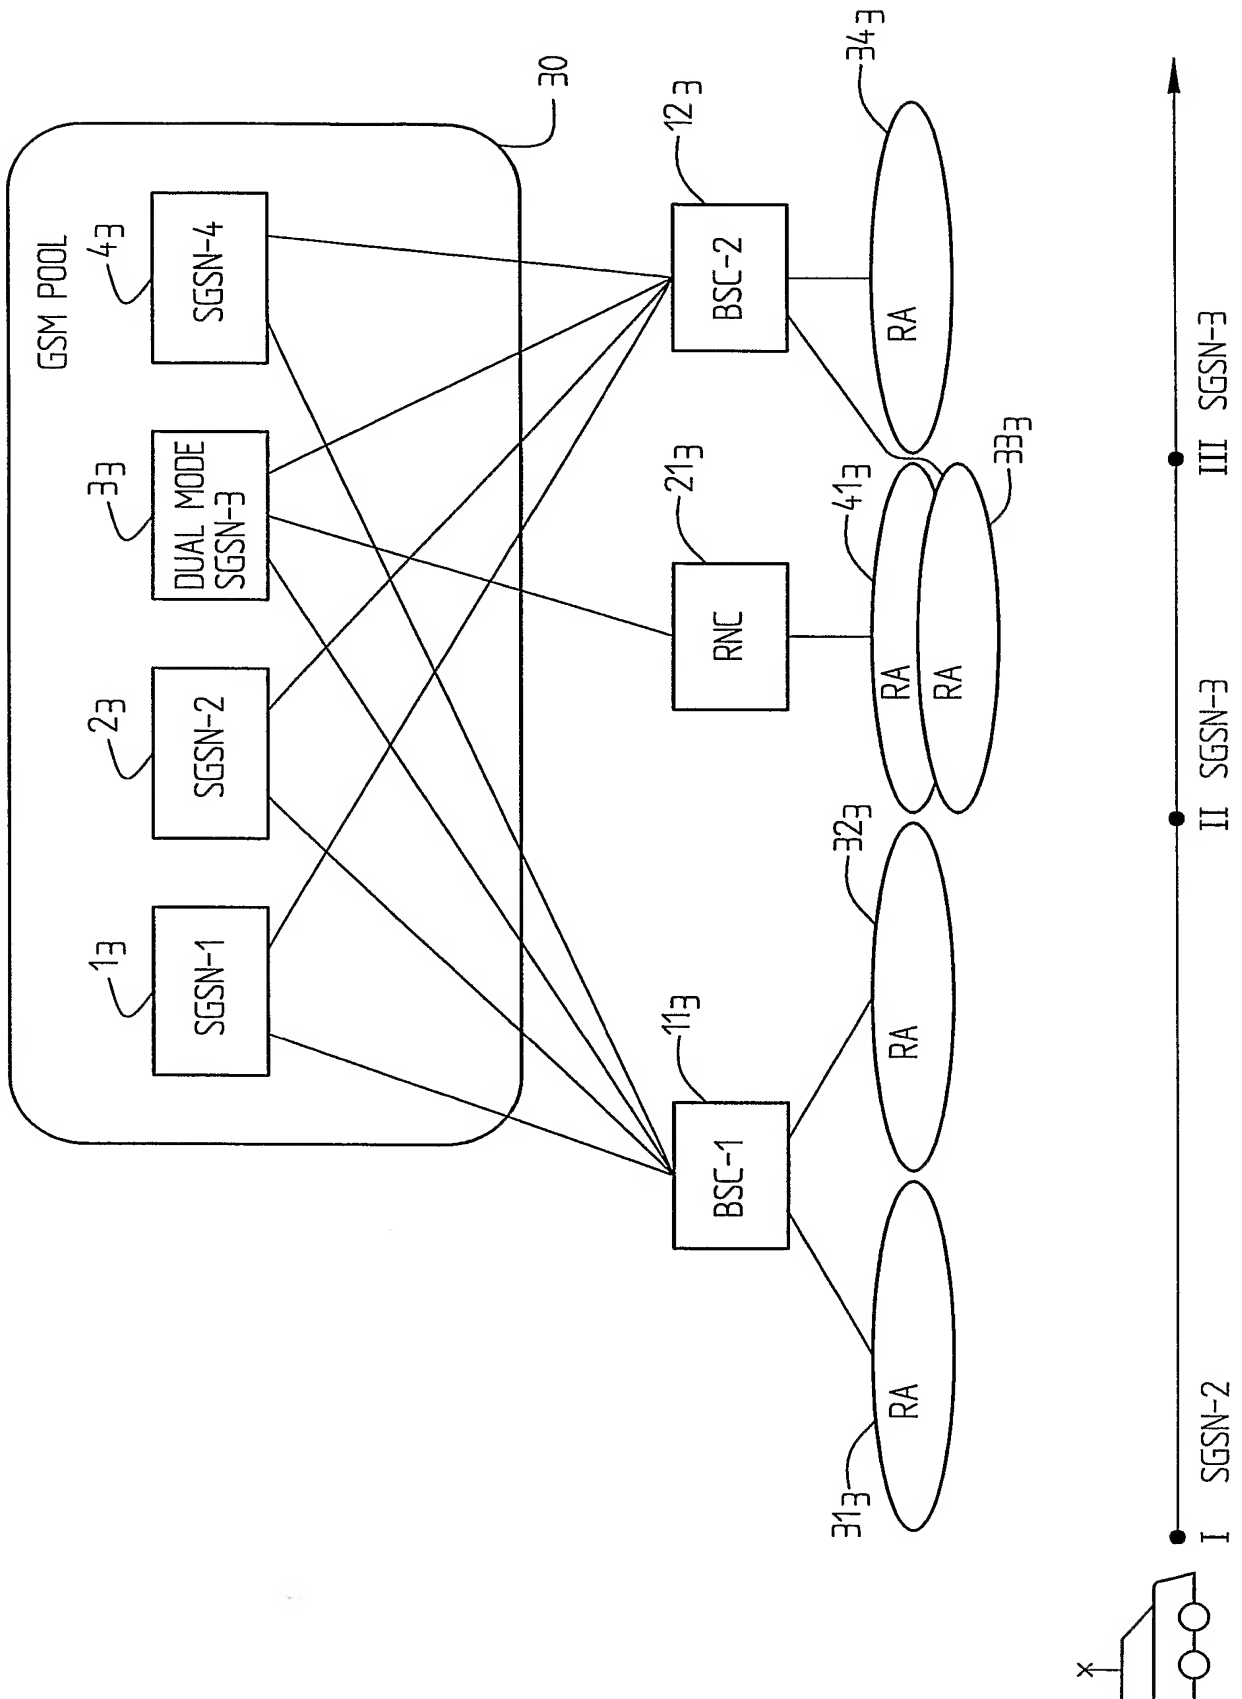 GSM POOL
30
1₃
2₃
3₃
4₃
SGSN-1
SGSN-2
DUAL MODE
SGSN-3
SGSN-4
11₃
21₃
12₃
BSC-1
RNC
BSC-2
31₃
32₃
41₃
33₃
34₃
RA
RA
RA
RA
RA
I SGSN-2
II SGSN-3
III SGSN-3